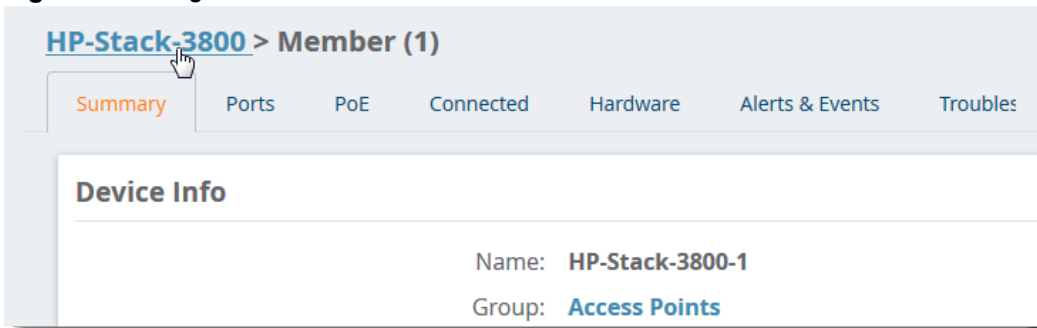 HP-Stack-3800 > Member (1)
Summary Ports PoE Connected Hardware Alerts & Events Troubles
Device Info
Name: HP-Stack-3800-1
Group: Access Points